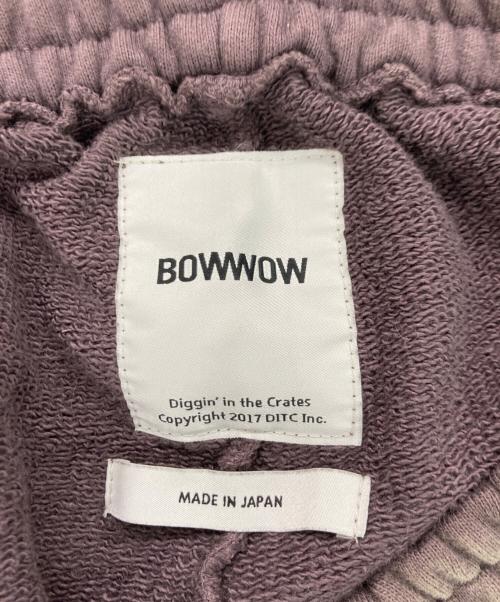 BOWWOW
Diggin' in the Crates
Copyright 2017 DITC Inc.
MADE IN JAPAN